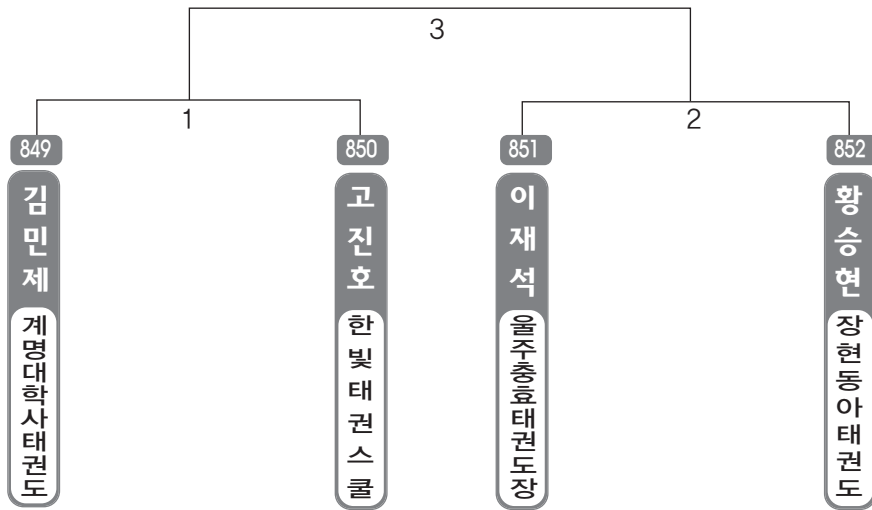 3
1
2
849
850
851
852
김민제
고진호
이재석
황승현
계명대학사태권도
한빛태권스쿨
울주충효태권도장
장현동아태권도